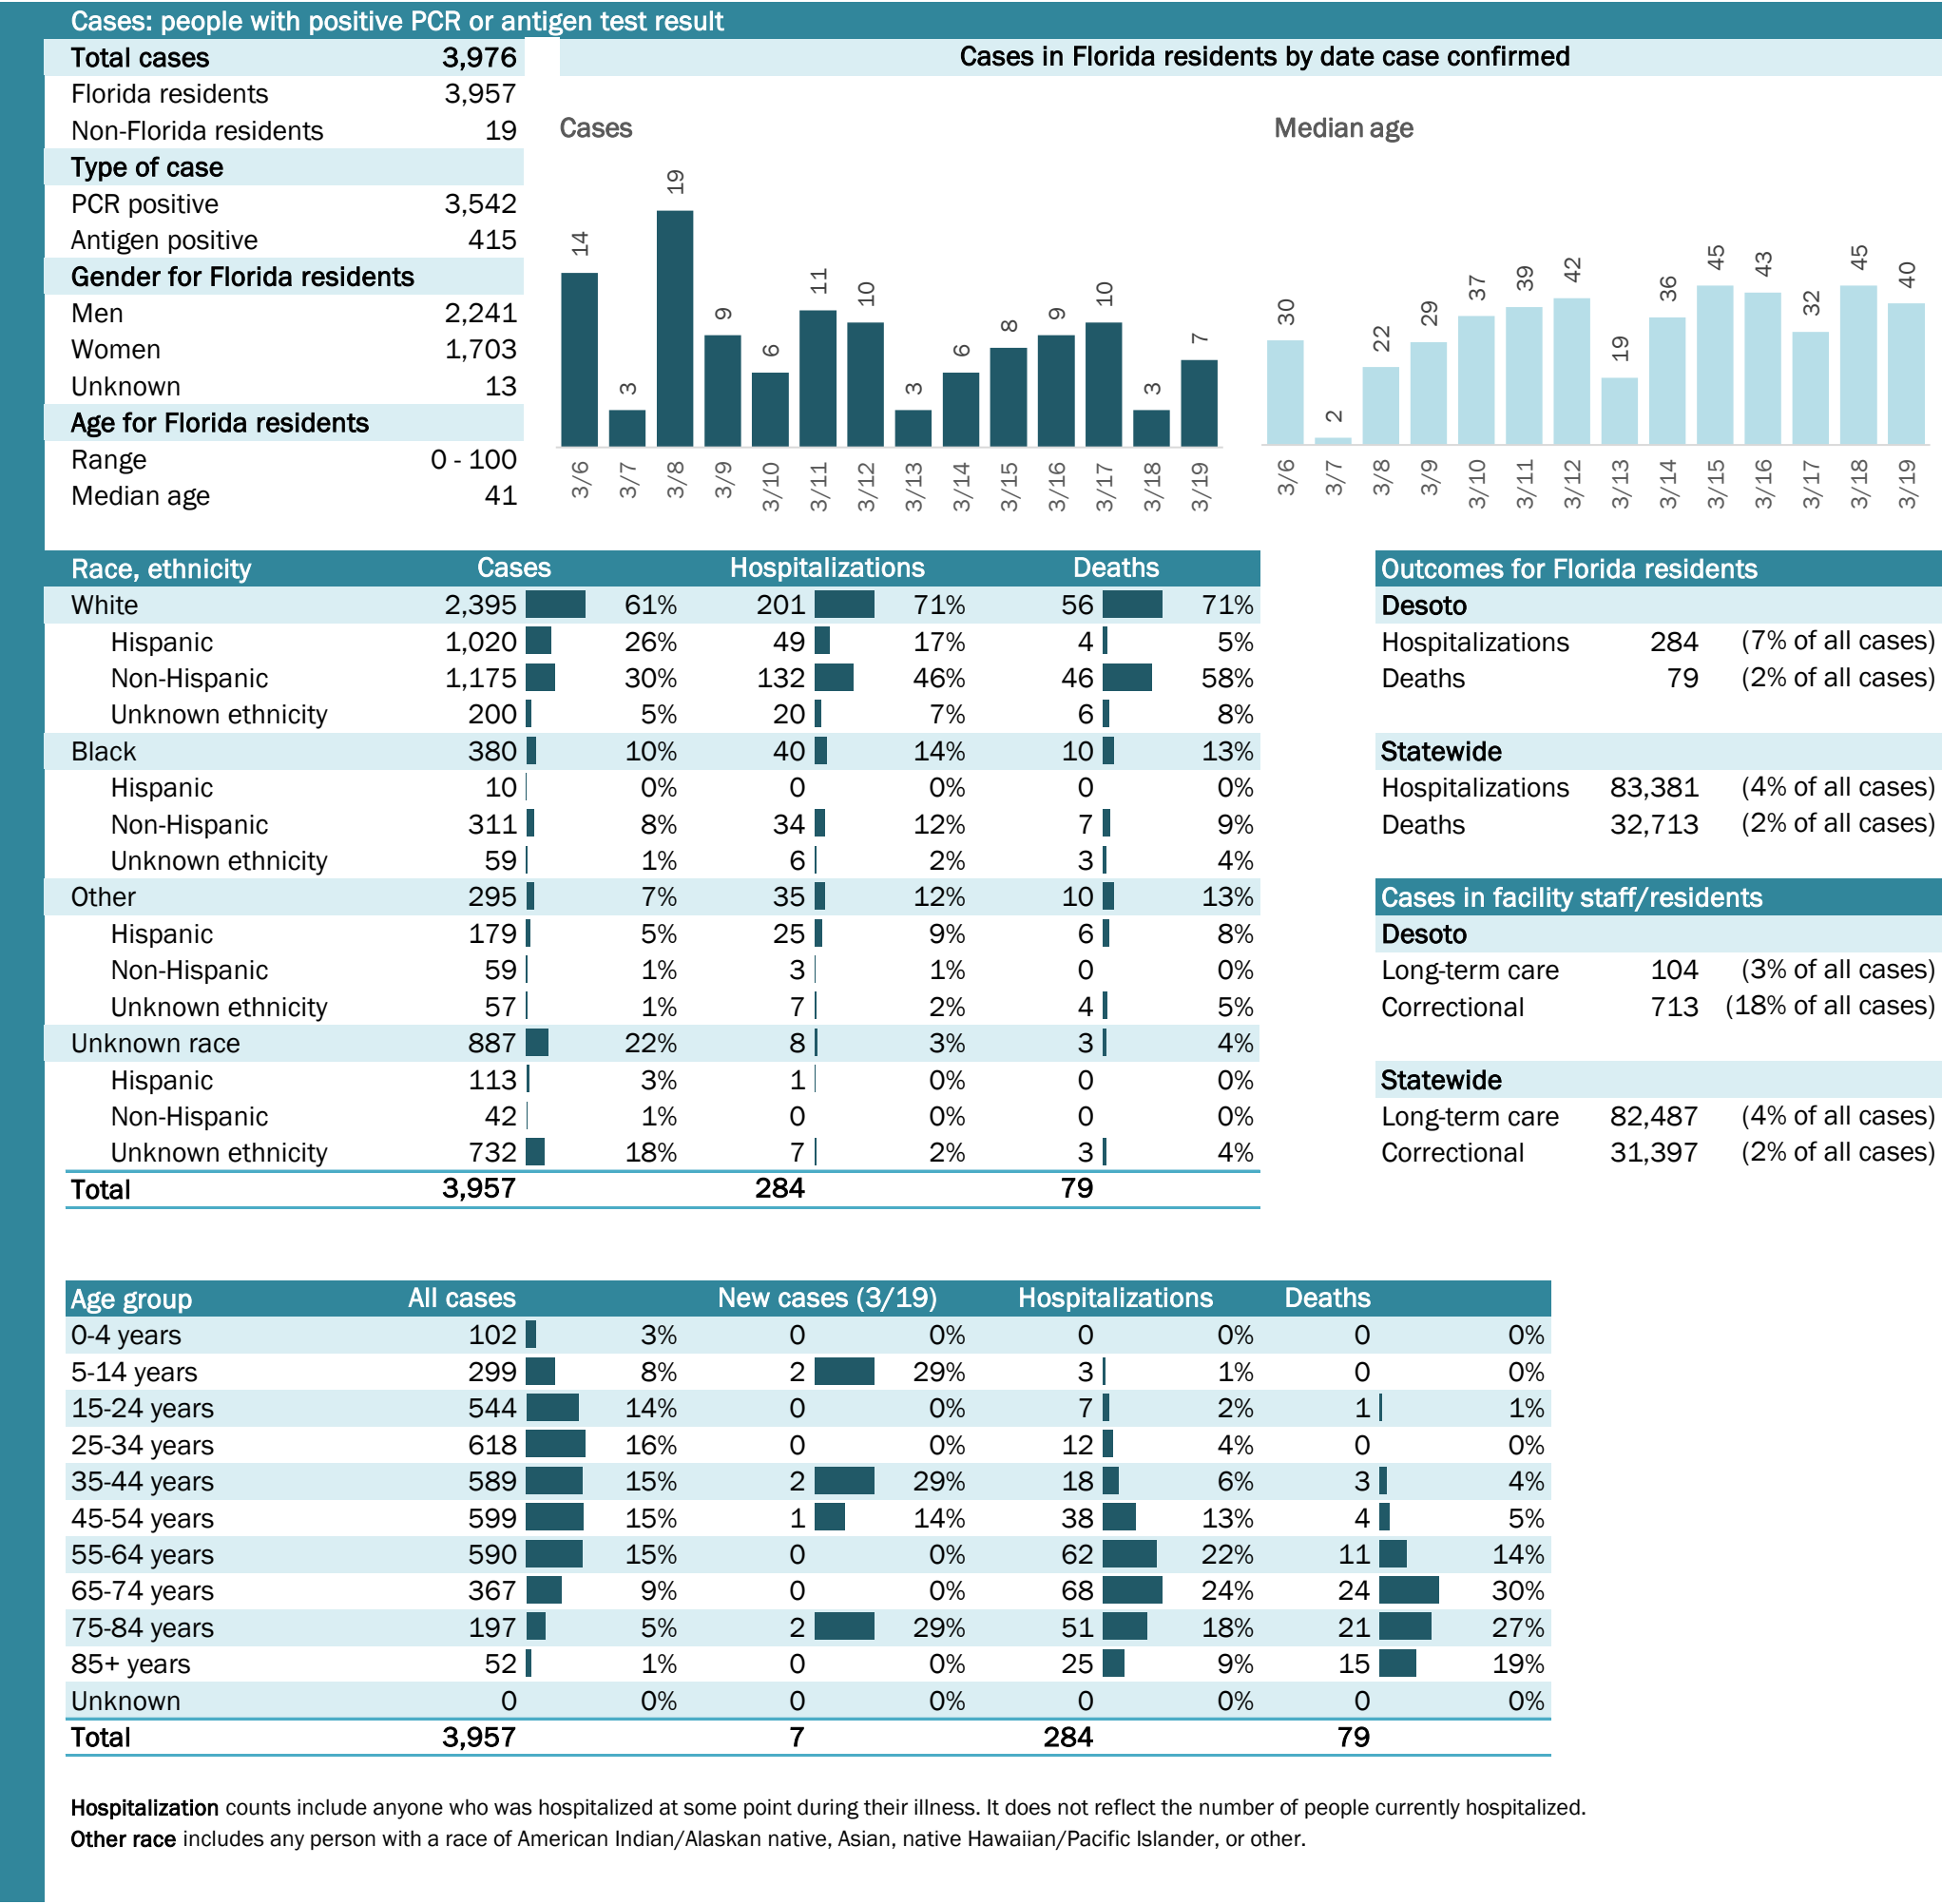 Cases: people with positive PCR or antigen test result
Total cases 3,976
Florida residents 3,957
Non-Florida residents 19
Type of case
PCR positive 3,542
Antigen positive 415
Gender for Florida residents
Men 2,241
Women 1,703
Unknown 13
Age for Florida residents
Range 0 - 100
Median age 41
Cases in Florida residents by date case confirmed
Cases
14 3 19 9 6 11 10 3 6 8 9 10 3 7
3/6 3/7 3/8 3/9 3/10 3/11 3/12 3/13 3/14 3/15 3/16 3/17 3/18 3/19
Median age
30 2 22 29 37 39 42 19 36 45 43 32 45 40
3/6 3/7 3/8 3/9 3/10 3/11 3/12 3/13 3/14 3/15 3/16 3/17 3/18 3/19
Race, ethnicity Cases Hospitalizations Deaths
White 2,395 61% 201 71% 56 71%
Hispanic 1,020 26% 49 17% 4 5%
Non-Hispanic 1,175 30% 132 46% 46 58%
Unknown ethnicity 200 5% 20 7% 6 8%
Black 380 10% 40 14% 10 13%
Hispanic 10 0% 0 0% 0 0%
Non-Hispanic 311 8% 34 12% 7 9%
Unknown ethnicity 59 1% 6 2% 3 4%
Other 295 7% 35 12% 10 13%
Hispanic 179 5% 25 9% 6 8%
Non-Hispanic 59 1% 3 1% 0 0%
Unknown ethnicity 57 1% 7 2% 4 5%
Unknown race 887 22% 8 3% 3 4%
Hispanic 113 3% 1 0% 0 0%
Non-Hispanic 42 1% 0 0% 0 0%
Unknown ethnicity 732 18% 7 2% 3 4%
Total 3,957 284 79
Outcomes for Florida residents
Desoto
Hospitalizations 284 (7% of all cases)
Deaths 79 (2% of all cases)
Statewide
Hospitalizations 83,381 (4% of all cases)
Deaths 32,713 (2% of all cases)
Cases in facility staff/residents
Desoto
Long-term care 104 (3% of all cases)
Correctional 713 (18% of all cases)
Statewide
Long-term care 82,487 (4% of all cases)
Correctional 31,397 (2% of all cases)
Age group All cases New cases (3/19) Hospitalizations Deaths
0-4 years 102 3% 0 0% 0 0% 0 0%
5-14 years 299 8% 2 29% 3 1% 0 0%
15-24 years 544 14% 0 0% 7 2% 1 1%
25-34 years 618 16% 0 0% 12 4% 0 0%
35-44 years 589 15% 2 29% 18 6% 3 4%
45-54 years 599 15% 1 14% 38 13% 4 5%
55-64 years 590 15% 0 0% 62 22% 11 14%
65-74 years 367 9% 0 0% 68 24% 24 30%
75-84 years 197 5% 2 29% 51 18% 21 27%
85+ years 52 1% 0 0% 25 9% 15 19%
Unknown 0 0% 0 0% 0 0% 0 0%
Total 3,957 7 284 79
Hospitalization counts include anyone who was hospitalized at some point during their illness. It does not reflect the number of people currently hospitalized.
Other race includes any person with a race of American Indian/Alaskan native, Asian, native Hawaiian/Pacific Islander, or other.